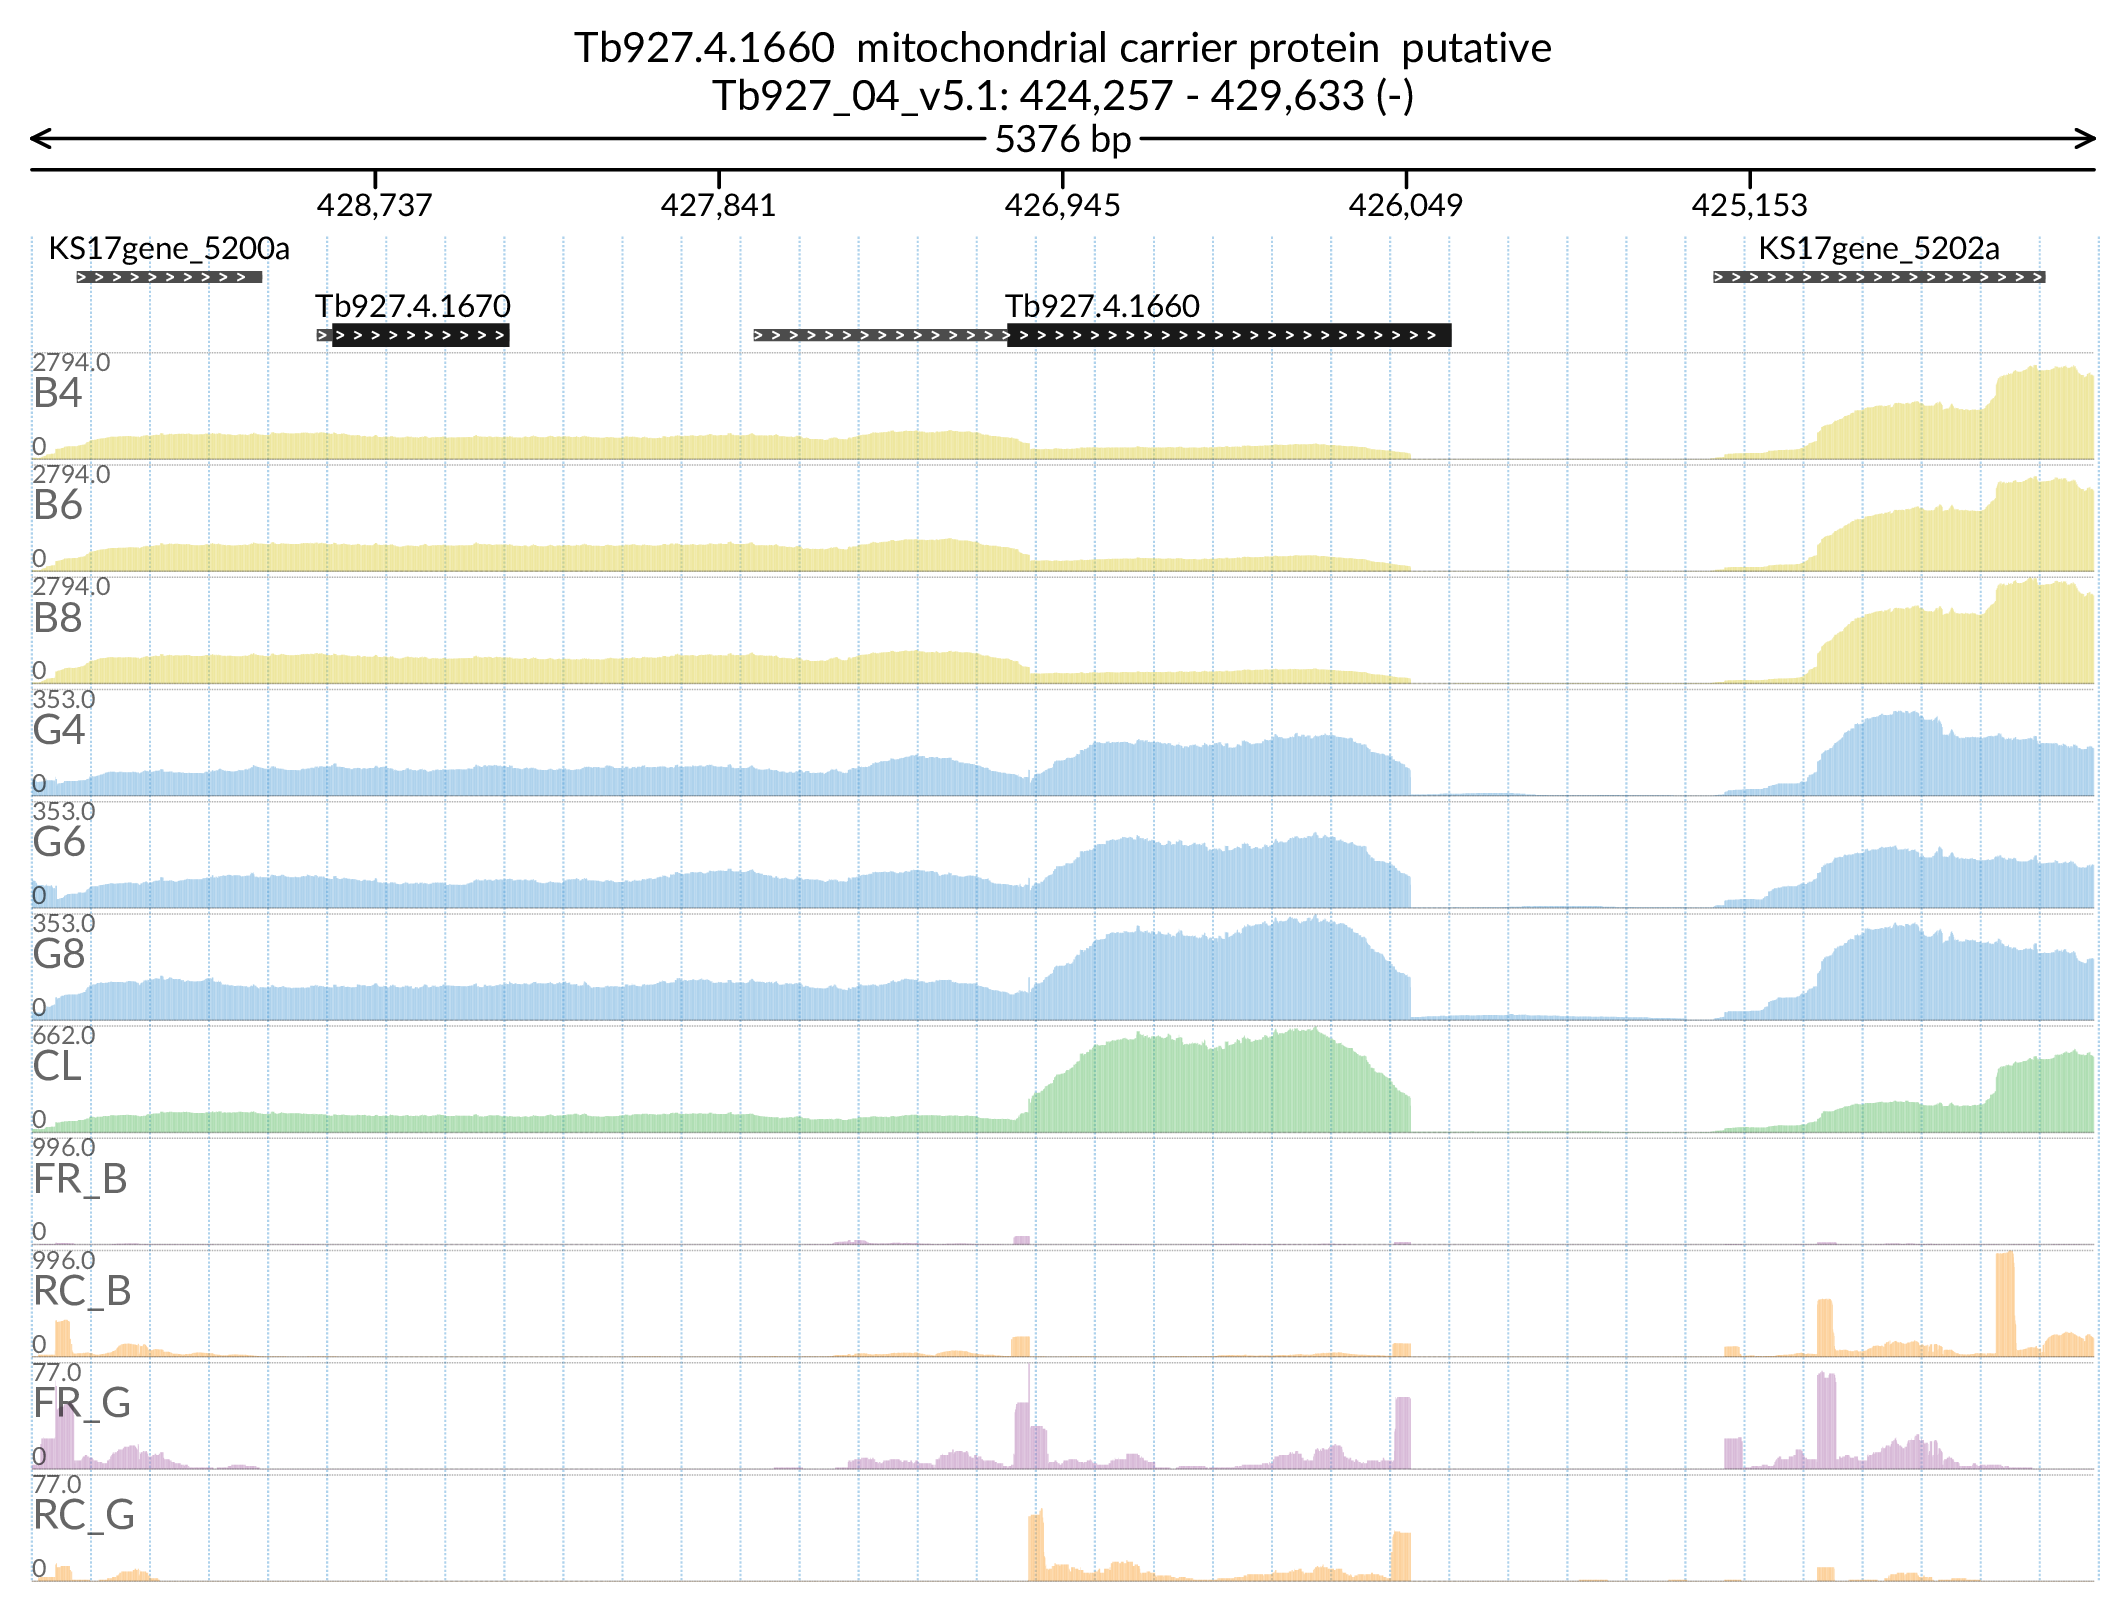 Tb927.4.1660  mitochondrial carrier protein  putative
Tb927_04_v5.1: 424,257 - 429,633 (-)
5376 bp
428,737 427,841 426,945 426,049 425,153
KS17gene_5200a KS17gene_5202a
Tb927.4.1670 Tb927.4.1660
2794.0
B4
0
2794.0
B6
0
2794.0
B8
0
353.0
G4
0
353.0
G6
0
353.0
G8
0
662.0
CL
0
996.0
FR_B
0
996.0
RC_B
0
77.0
FR_G
0
77.0
RC_G
0